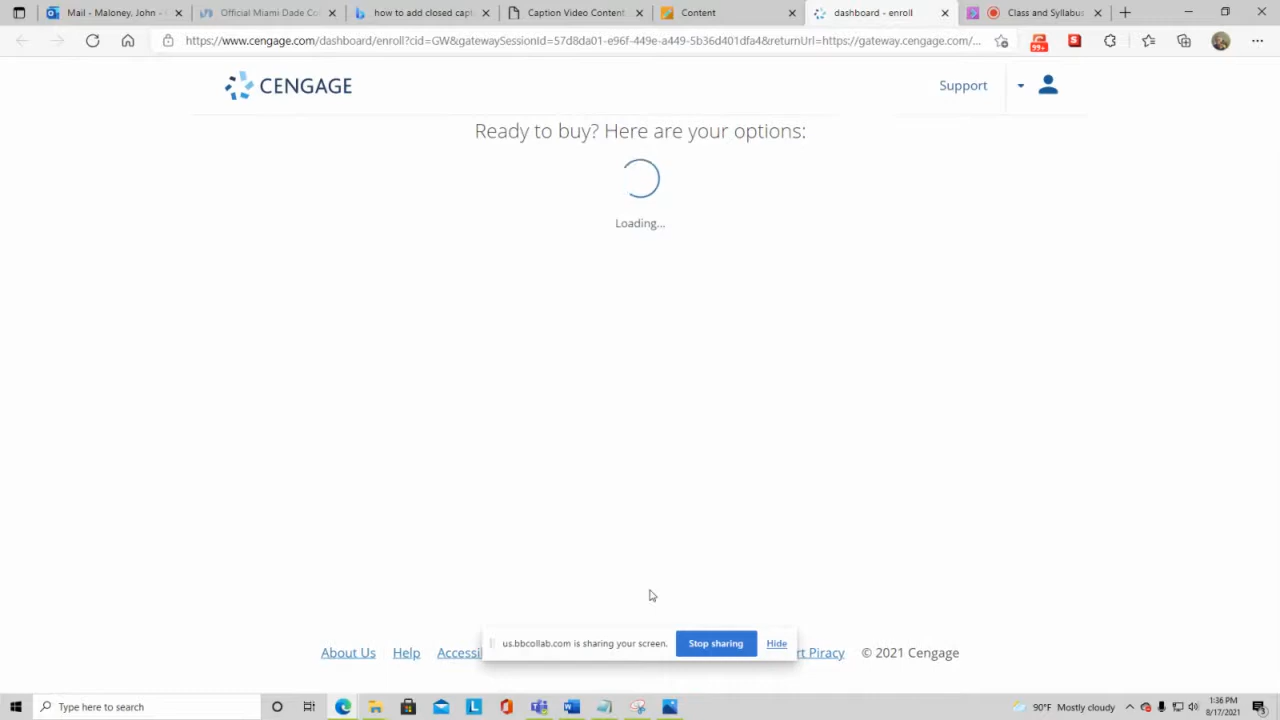 Mail - Maloney, John -
Official Miami Dade Co
how to add closed capt
Caption Video Content
Content
dashboard - enroll
Class and Syllabus
https://www.cengage.com/dashboard/enroll?cid=GW&gatewaySessionId=57d8da01-e96f-449e-a449-5b36d401dfa4&returnUrl=https://gateway.cengage.com/...
99+
S
CENGAGE
Support
Ready to buy? Here are your options:
Loading...
us.bbcollab.com is sharing your screen.
Stop sharing
Hide
About Us
Help
Accessi
rt Piracy
© 2021 Cengage
Type here to search
L
90°F Mostly cloudy
1:36 PM
8/17/2021